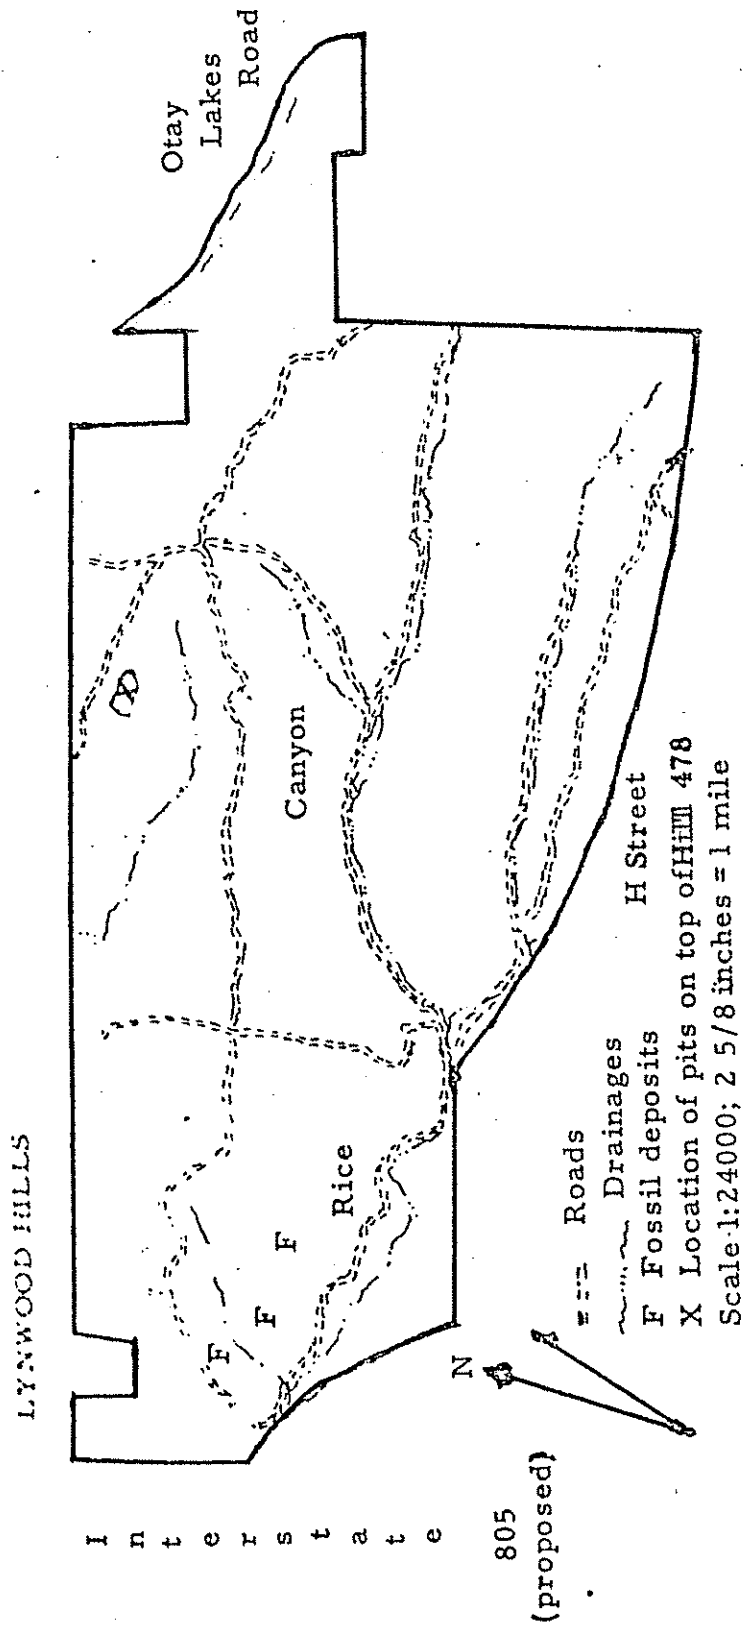 LYNWOOD HILLS
Otay
Lakes
Road
Interstate
805
(proposed)
Canyon
Rice
F
F
F
(X)
N
H Street
Roads
Drainages
F Fossil deposits
X Location of pits on top of Hill 478
Scale 1:24000; 2 5/8 inches = 1 mile